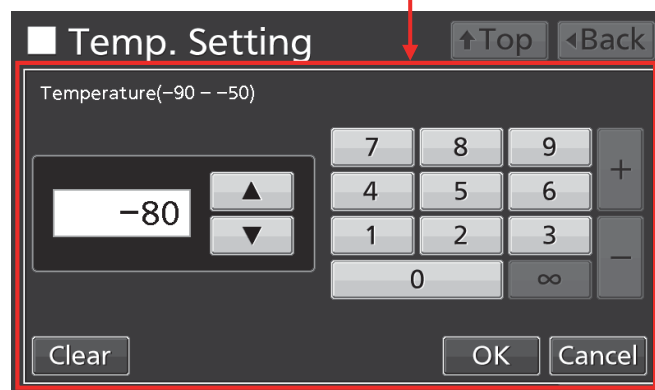 Temp. Setting ↑Top ◀Back
Temperature(−90 − −50)
7 8 9 +
−80 ▲ 4 5 6
▼ 1 2 3 −
0 ∞
Clear OK Cancel